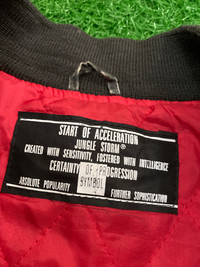 START OF ACCELERATION
JUNGLE STORM®
CREATED WITH SENSITIVITY, FOSTERED WITH INTELLIGENCE
CERTAINTY OF PROGRESSION
SYMBOL
ABSOLUTE POPULARITY FURTHER SOPHISTICATION